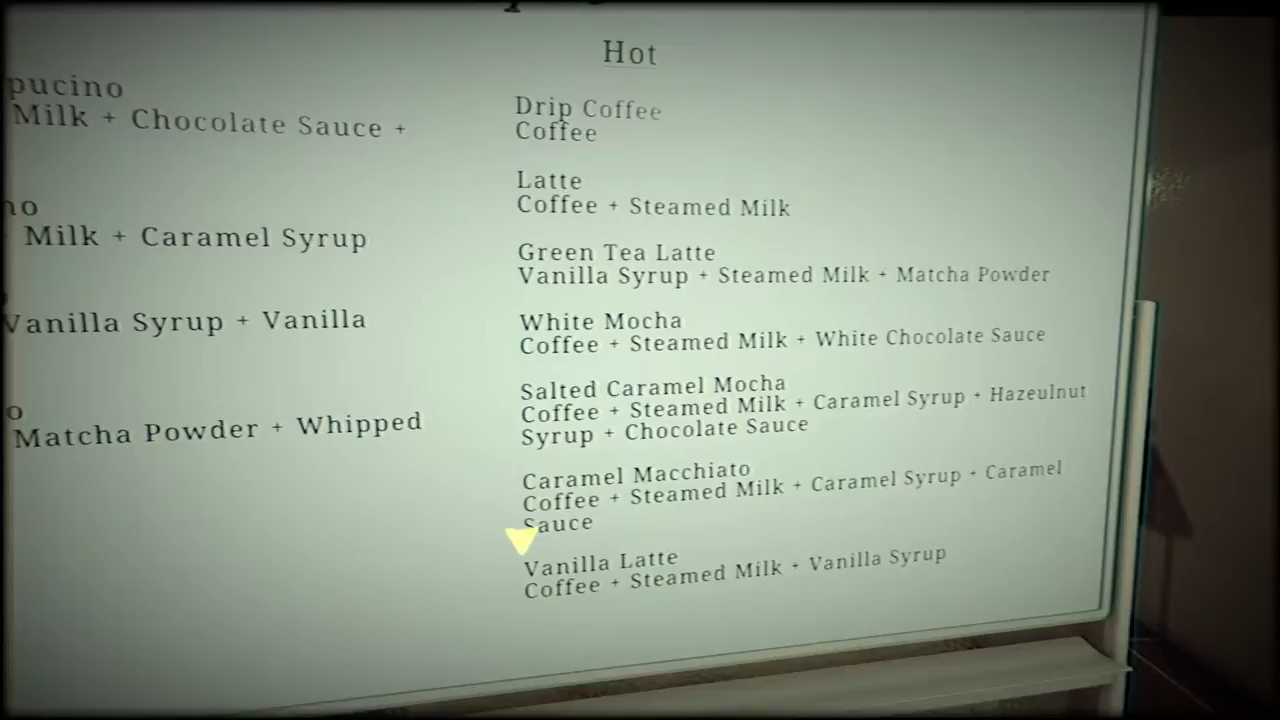 Hot
pucino
Milk + Chocolate Sauce +
no
Milk + Caramel Syrup
Vanilla Syrup + Vanilla
o
Matcha Powder + Whipped
Drip Coffee
Coffee
Latte
Coffee + Steamed Milk
Green Tea Latte
Vanilla Syrup + Steamed Milk + Matcha Powder
White Mocha
Coffee + Steamed Milk + White Chocolate Sauce
Salted Caramel Mocha
Coffee + Steamed Milk + Caramel Syrup + Hazeulnut
Syrup + Chocolate Sauce
Caramel Macchiato
Coffee + Steamed Milk + Caramel Syrup + Caramel
Sauce
Vanilla Latte
Coffee + Steamed Milk + Vanilla Syrup